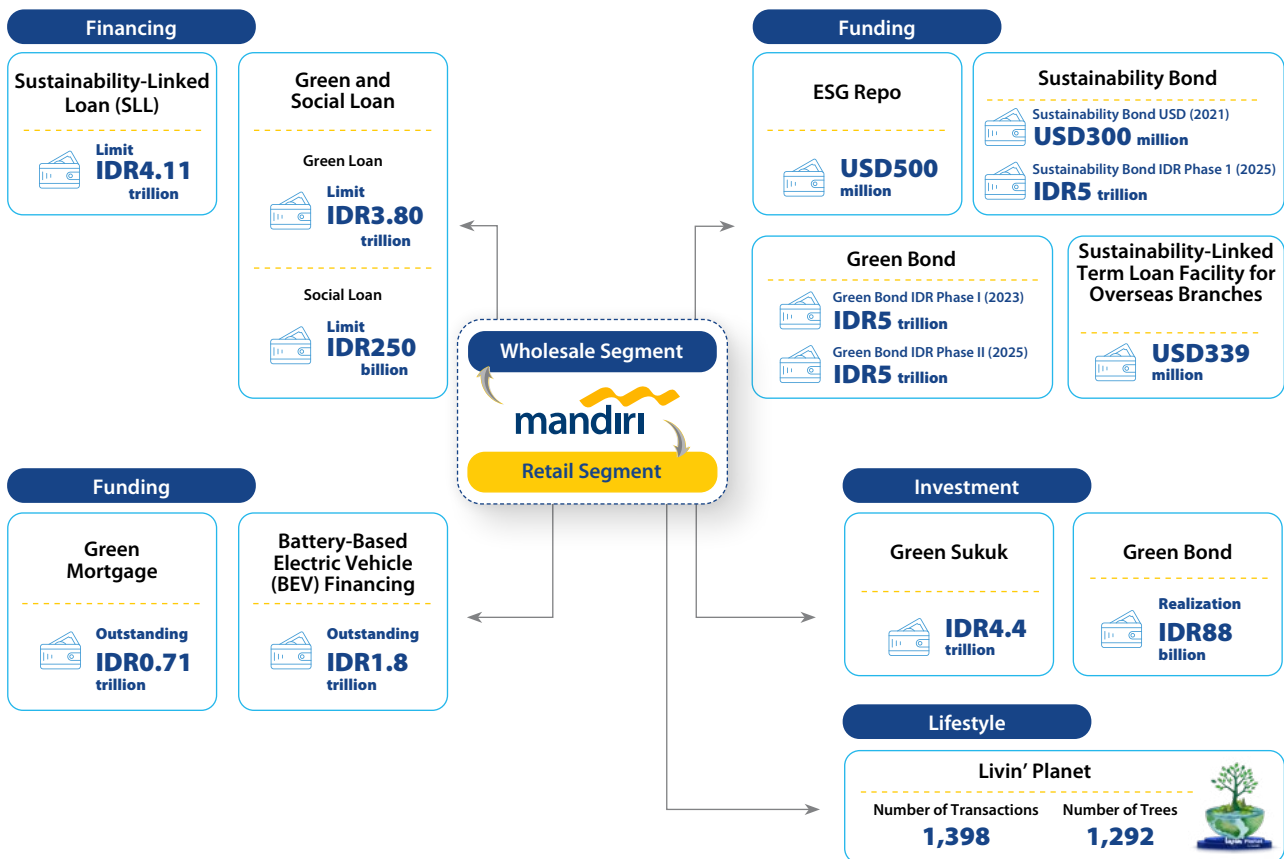 Financing
Sustainability-Linked
Loan (SLL)
Limit
IDR4.11
trillion
Green and
Social Loan
Green Loan
Limit
IDR3.80
trillion
Social Loan
Limit
IDR250
billion
Funding
ESG Repo
USD500
million
Sustainability Bond
Sustainability Bond USD (2021)
USD300 million
Sustainability Bond IDR Phase 1 (2025)
IDR5 trillion
Green Bond
Green Bond IDR Phase I (2023)
IDR5 trillion
Green Bond IDR Phase II (2025)
IDR5 trillion
Sustainability-Linked
Term Loan Facility for
Overseas Branches
USD339
million
Wholesale Segment
mandiri
Retail Segment
Funding
Green
Mortgage
Outstanding
IDR0.71
trillion
Battery-Based
Electric Vehicle
(BEV) Financing
Outstanding
IDR1.8
trillion
Investment
Green Sukuk
IDR4.4
trillion
Green Bond
Realization
IDR88
billion
Lifestyle
Livin’ Planet
Number of Transactions
1,398
Number of Trees
1,292